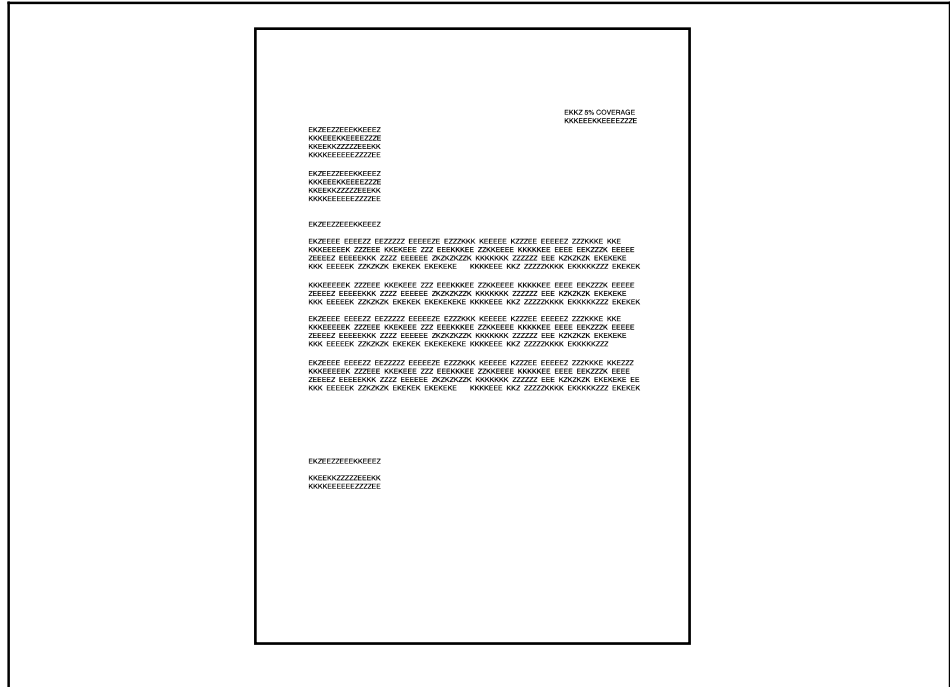 EKKZ 5% COVERAGE
KKKEEEKKEEEEZZZE
EKZEEZZEEEKKEEEZ
KKKEEEKKEEEEZZZE
KKEEKKZZZZZEEEKK
KKKKEEEEEEZZZZEE
EKZEEZZEEEKKEEEZ
KKKEEEKKEEEEZZZE
KKEEKKZZZZZEEEKK
KKKKEEEEEEZZZZEE
EKZEEZZEEEKKEEEZ
EKZEEEE EEEEZZ EEZZZZZ EEEEEZE EZZZKKK KEEEEE KZZZEE EEEEEZ ZZZKKKE KKE
KKKEEEEEK ZZZEEE KKEKEEE ZZZ EEEKKKEE ZZKKEEEE KKKKKEE EEEE EEKZZZK EEEEE
ZEEEEZ EEEEEKKK ZZZZ EEEEEE ZKZKZKZZK KKKKKKK ZZZZZZ EEE KZKZKZK EKEKEKE
KKK EEEEEK ZZKZKZK EKEKEK EKEKEKE KKKKEEE KKZ ZZZZZKKKK EKKKKKZZZ EKEKEK
KKKEEEEEK ZZZEEE KKEKEEE ZZZ EEEKKKEE ZZKKEEEE KKKKKEE EEEE EEKZZZK EEEEE
ZEEEEZ EEEEEKKK ZZZZ EEEEEE ZKZKZKZZK KKKKKKK ZZZZZZ EEE KZKZKZK EKEKEKE
KKK EEEEEK ZZKZKZK EKEKEK EKEKEKEKE KKKKEEE KKZ ZZZZZKKKK EKKKKKZZZ EKEKEK
EKZEEEE EEEEZZ EEZZZZZ EEEEEZE EZZZKKK KEEEEE KZZZEE EEEEEZ ZZZKKKE KKE
KKKEEEEEK ZZZEEE KKEKEEE ZZZ EEEKKKEE ZZKKEEEE KKKKKEE EEEE EEKZZZK EEEEE
ZEEEEZ EEEEEKKK ZZZZ EEEEEE ZKZKZKZZK KKKKKKK ZZZZZZ EEE KZKZKZK EKEKEKE
KKK EEEEEK ZZKZKZK EKEKEK EKEKEKEKE KKKKEEE KKZ ZZZZZKKKK EKKKKKZZZ
EKZEEEE EEEEZZ EEZZZZZ EEEEEZE EZZZKKK KEEEEE KZZZEE EEEEEZ ZZZKKKE KKEZZZ
KKKEEEEEK ZZZEEE KKEKEEE ZZZ EEEKKKEE ZZKKEEEE KKKKKEE EEEE EEKZZZK EEEE
ZEEEEZ EEEEEKKK ZZZZ EEEEEE ZKZKZKZZK KKKKKKK ZZZZZZ EEE KZKZKZK EKEKEKE EE
KKK EEEEEK ZZKZKZK EKEKEK EKEKEKE KKKKEEE KKZ ZZZZZKKKK EKKKKKZZZ EKEKEK
EKZEEZZEEEKKEEEZ
KKEEKKZZZZZEEEKK
KKKKEEEEEEZZZZEE